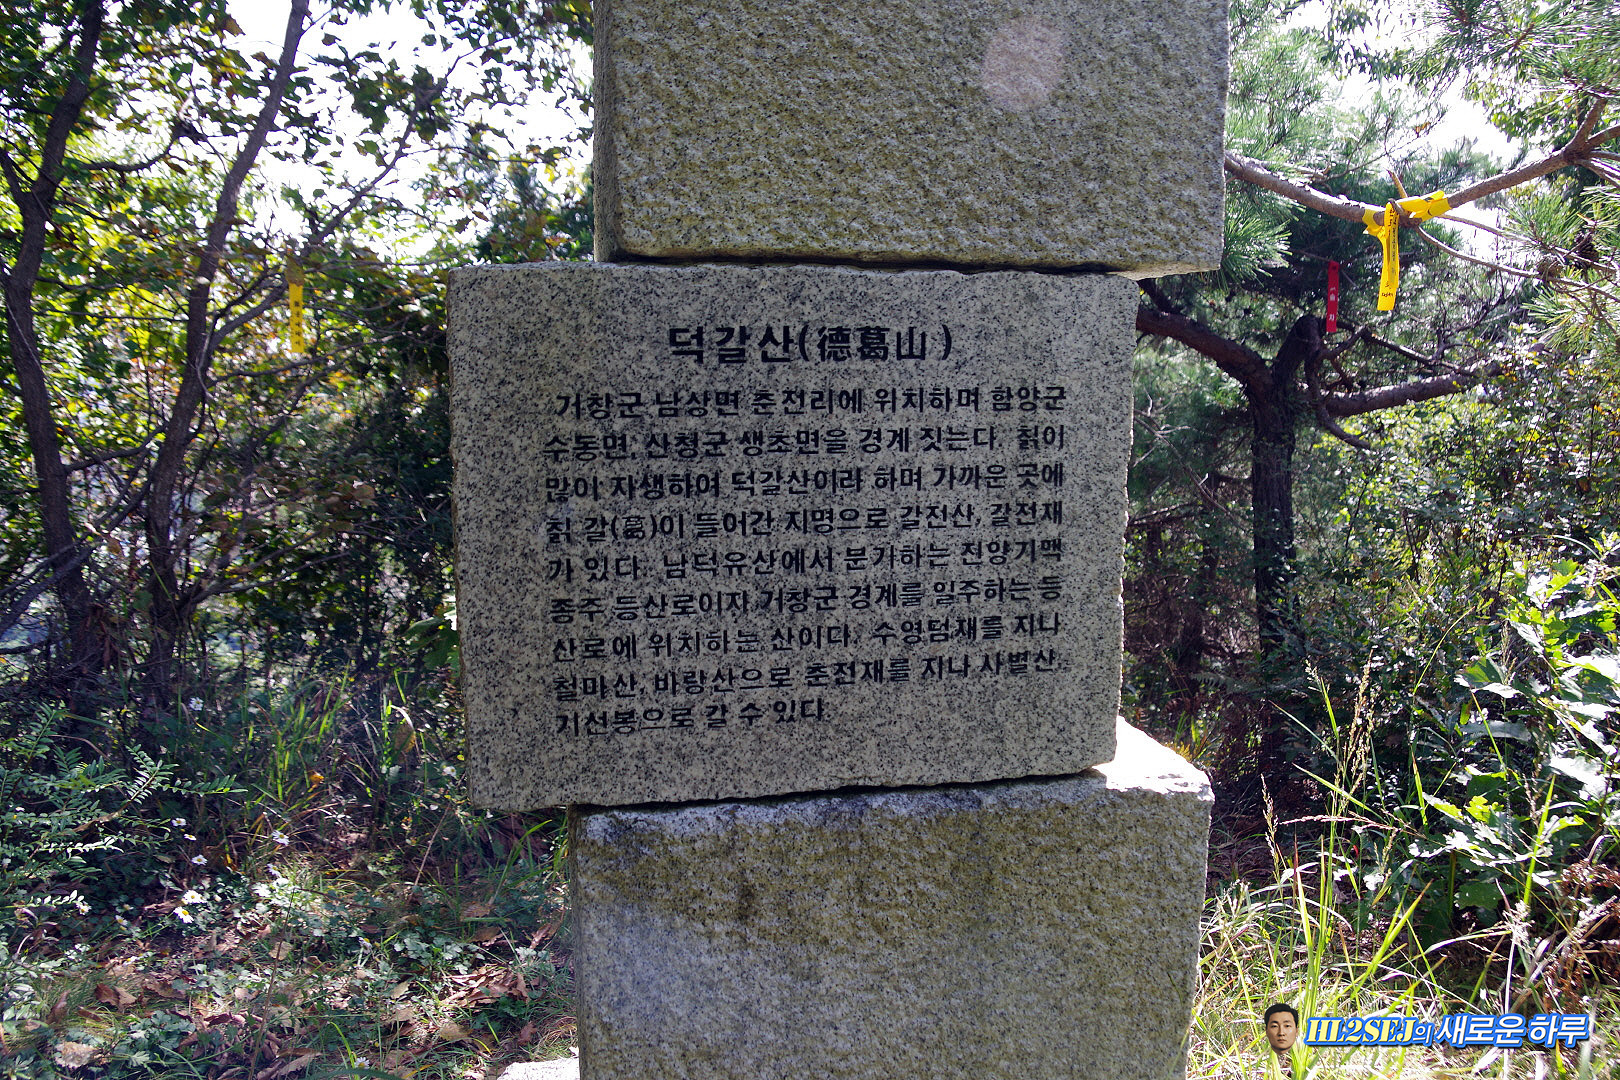 덕갈산(德葛山)
거창군 남상면 춘전리에 위치하며 함양군
수동면, 산청군 생초면을 경계 짓는다. 칡이
많이 자생하여 덕갈산이라 하며 가까운 곳에
칡 갈(葛)이 들어간 지명으로 갈전산, 갈전재
가 있다. 남덕유산에서 분기하는 진양기맥
종주 등산로이자 거창군 경계를 일주하는 등
산로에 위치하는 산이다. 수영덤재를 지나
철마산, 바랑산으로 춘전재를 지나 사별산,
기선봉으로 갈 수 있다.
HL2SEJ의 새로운 하루